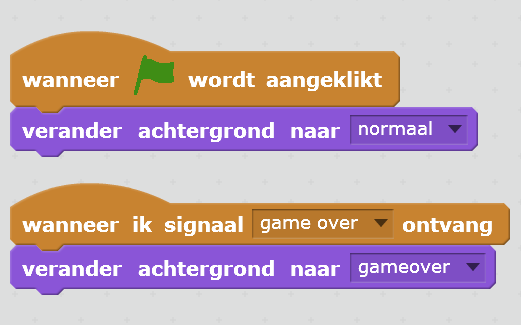 wanneer wordt aangeklikt
verander achtergrond naar normaal
wanneer ik signaal game over ontvang
verander achtergrond naar gameover